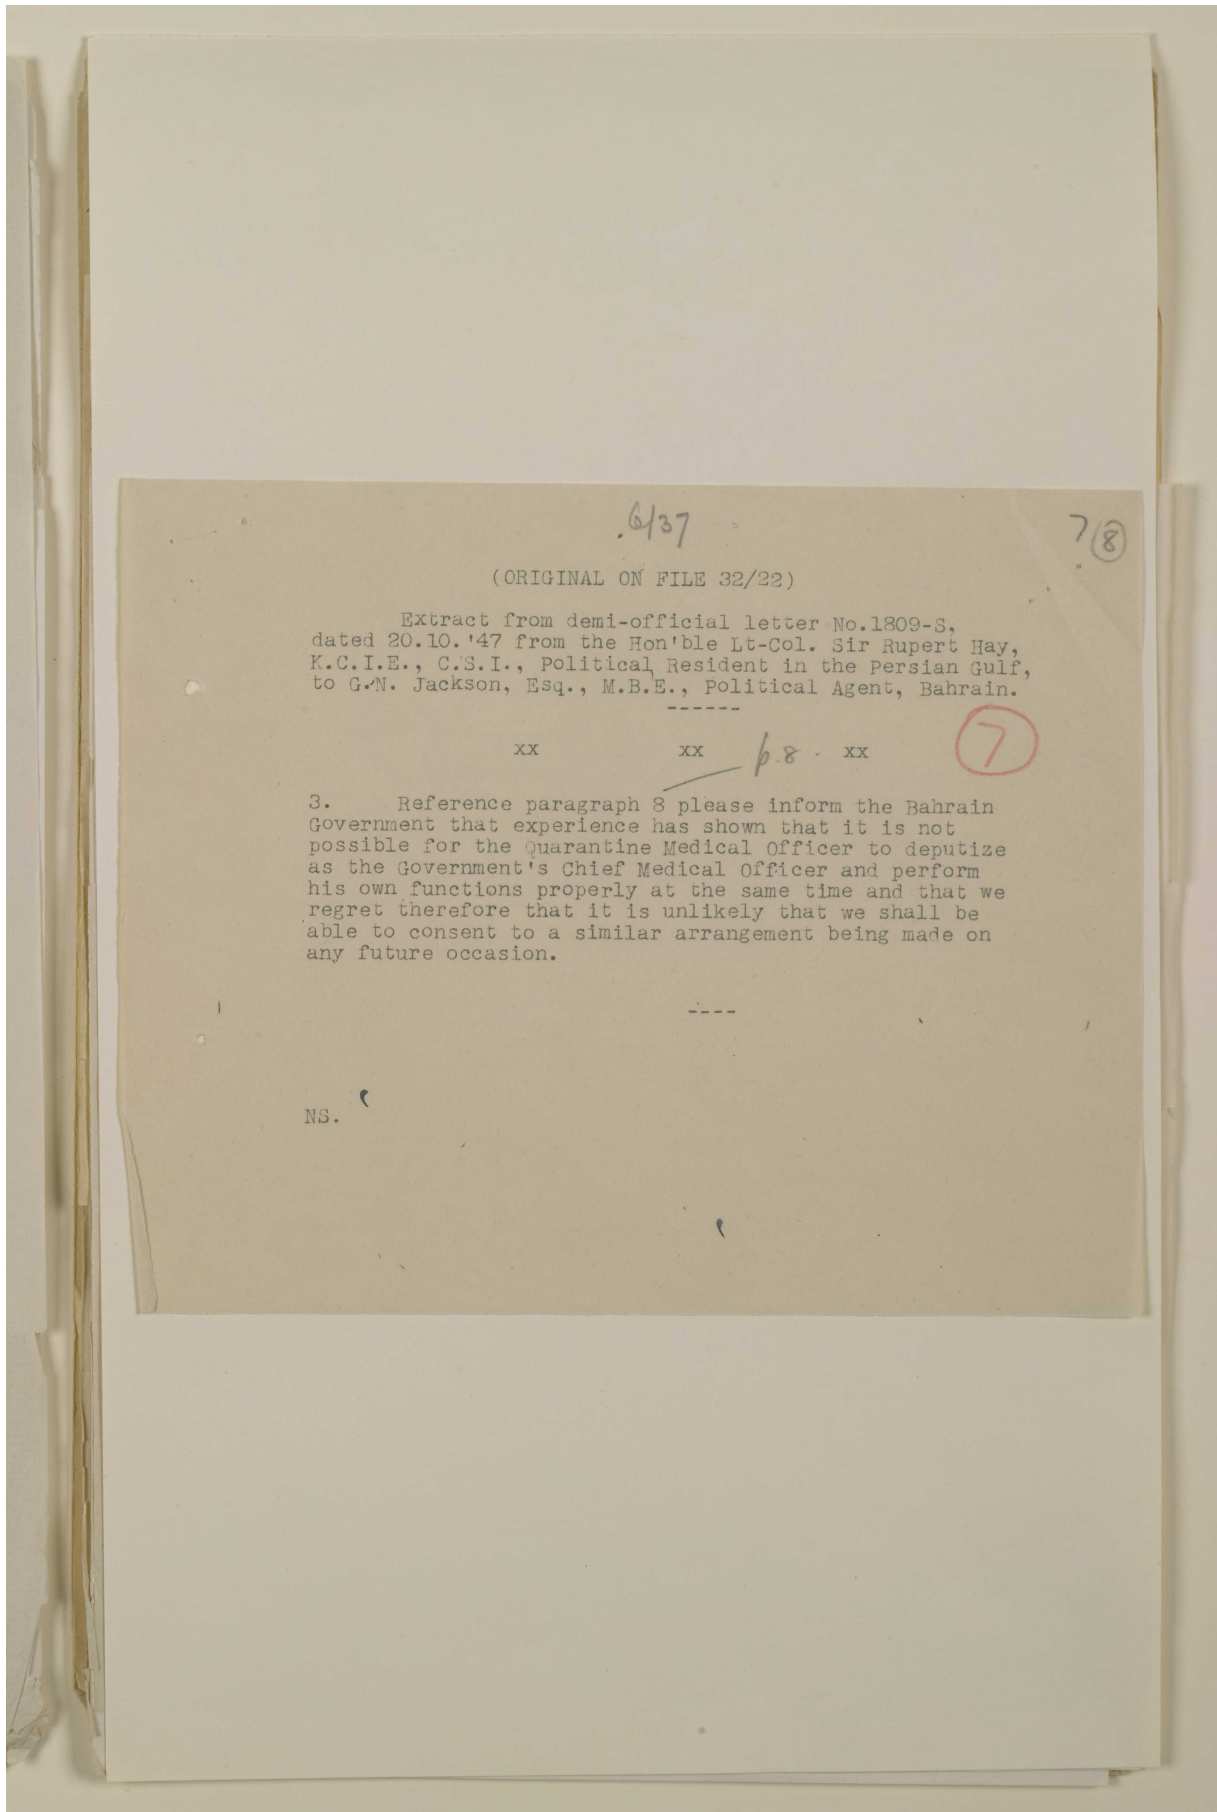 6/37
7 8
(ORIGINAL ON FILE 32/22)
Extract from demi-official letter No.1809-S,
dated 20.10.'47 from the Hon'ble Lt-Col. Sir Rupert Hay,
K.C.I.E., C.S.I., Political Resident in the Persian Gulf,
to G.N. Jackson, Esq., M.B.E., Political Agent, Bahrain.
------
xx xx p.8 . xx
7
3. Reference paragraph 8 please inform the Bahrain
Government that experience has shown that it is not
possible for the Quarantine Medical Officer to deputize
as the Government's Chief Medical Officer and perform
his own functions properly at the same time and that we
regret therefore that it is unlikely that we shall be
able to consent to a similar arrangement being made on
any future occasion.
----
NS.